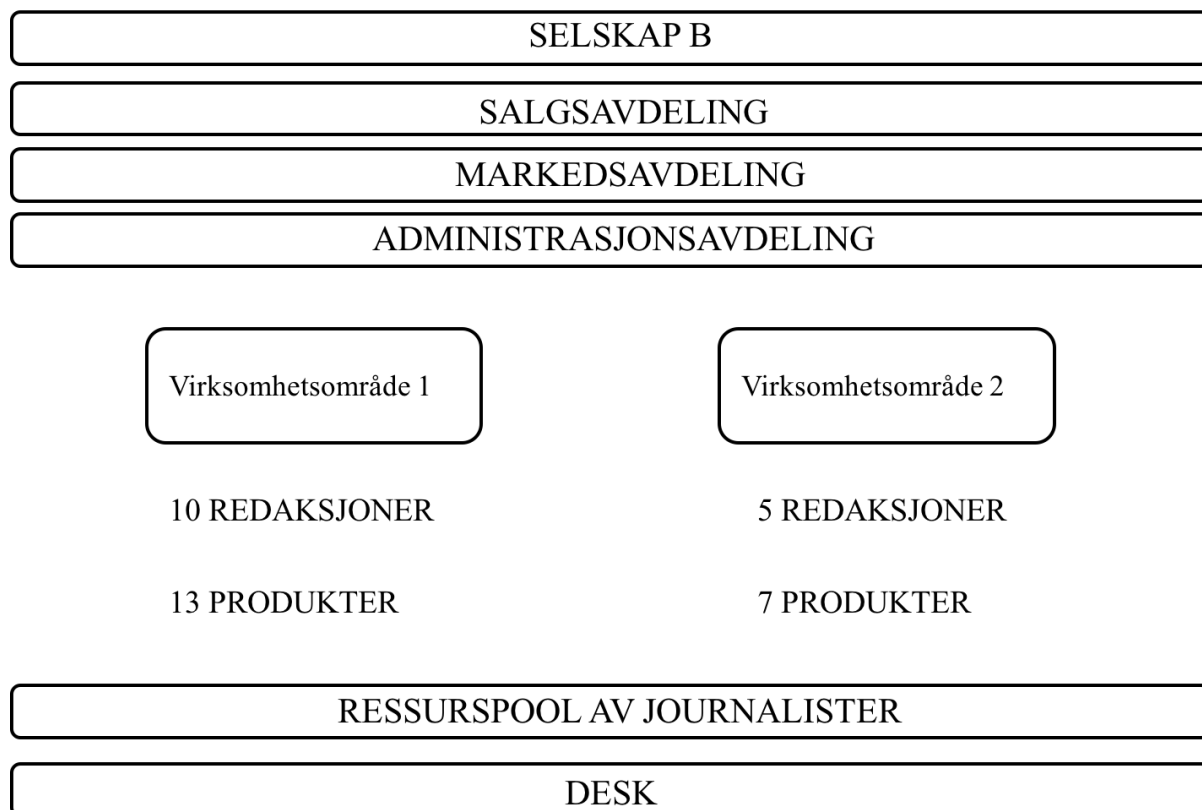 SELSKAP B
SALGSAVDELING
MARKEDSAVDELING
ADMINISTRASJONSAVDELING
Virksomhetsområde 1
Virksomhetsområde 2
10 REDAKSJONER
5 REDAKSJONER
13 PRODUKTER
7 PRODUKTER
RESSURSPOOL AV JOURNALISTER
DESK